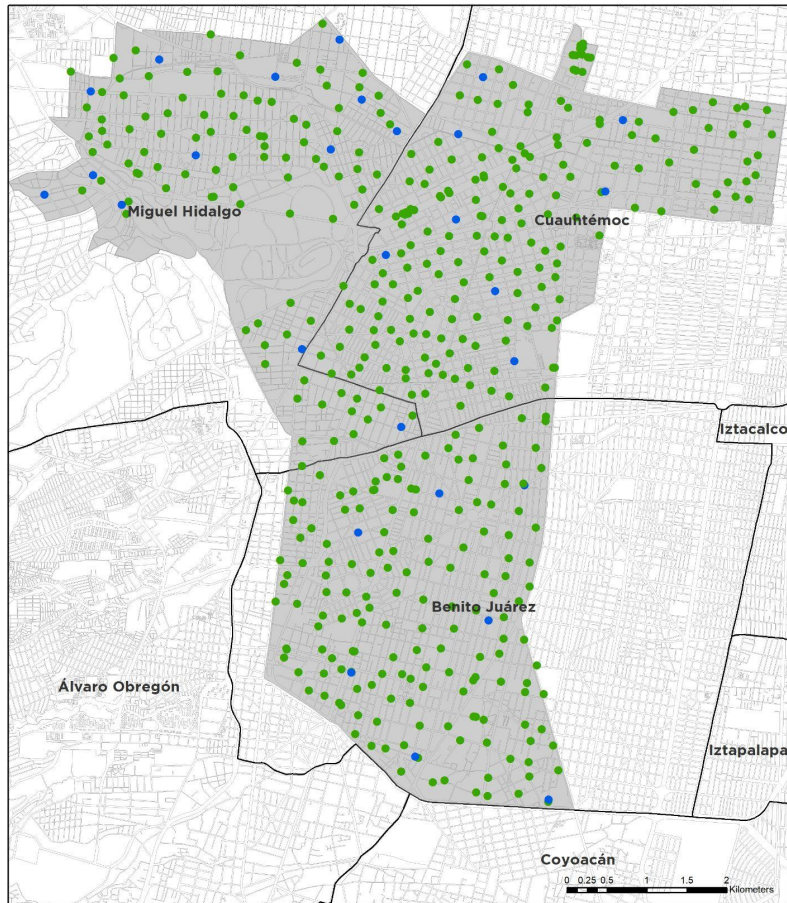 Miguel Hidalgo
Cuauhtémoc
Iztacalco
Benito Juárez
Álvaro Obregón
Iztapalapa
Coyoacán
0 0.25 0.5 1 1.5 2
Kilometers